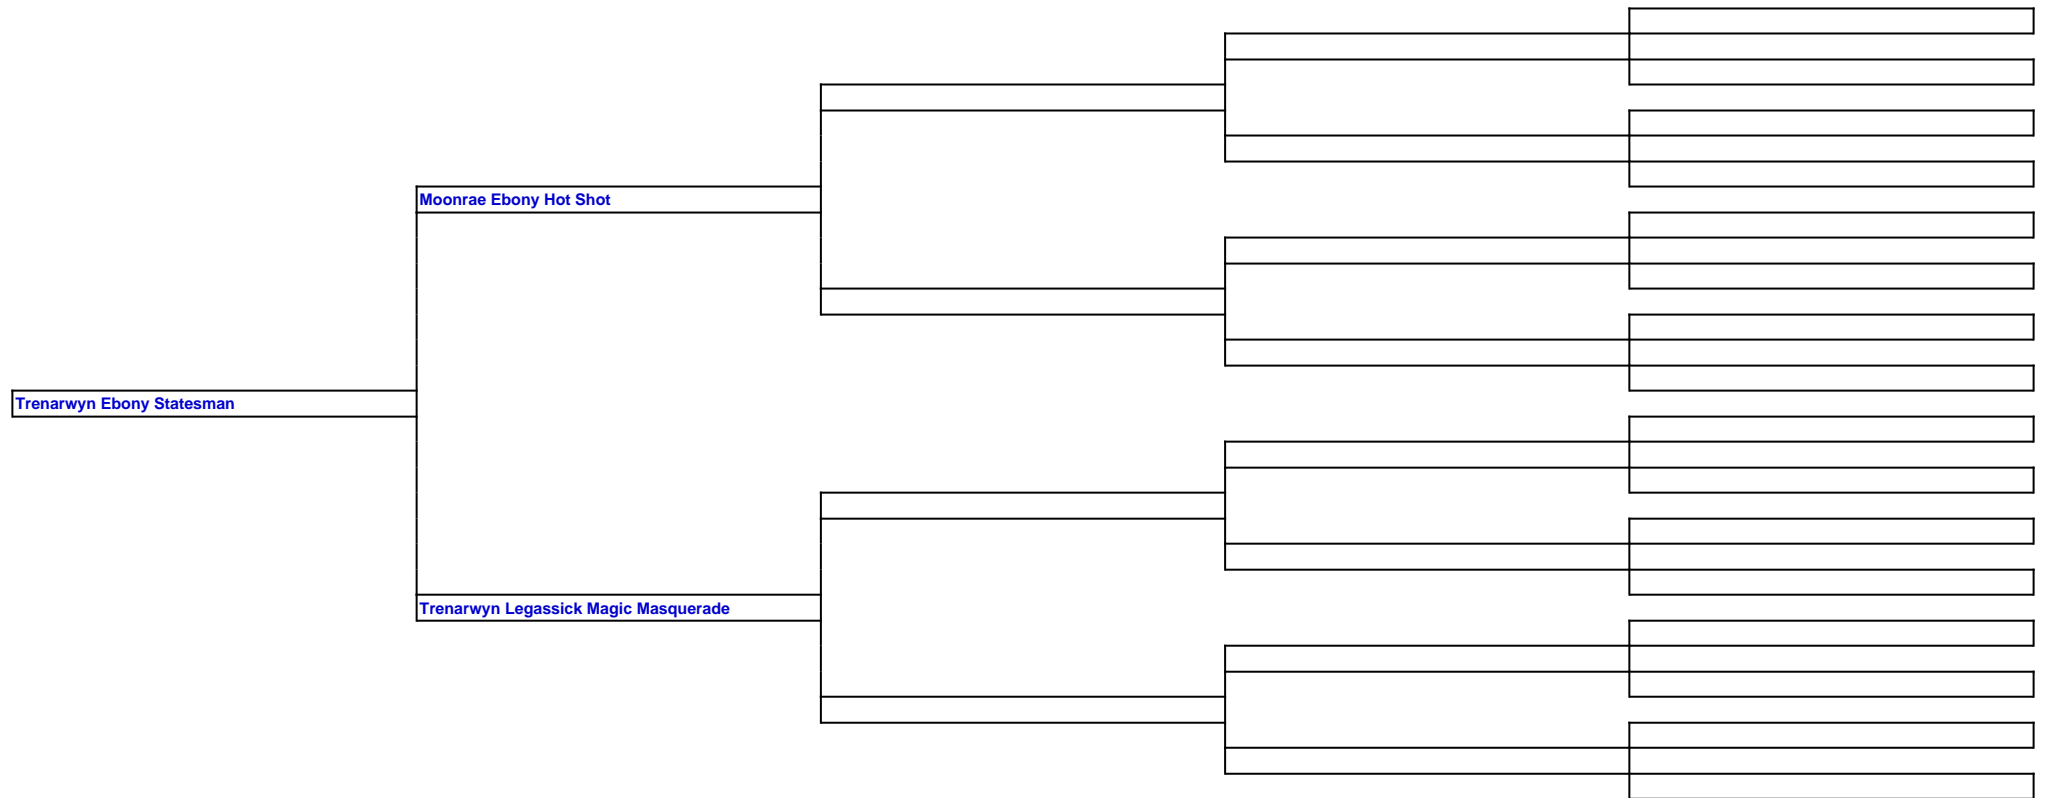 Moonrae Ebony Hot Shot
Trenarwyn Ebony Statesman
Trenarwyn Legassick Magic Masquerade